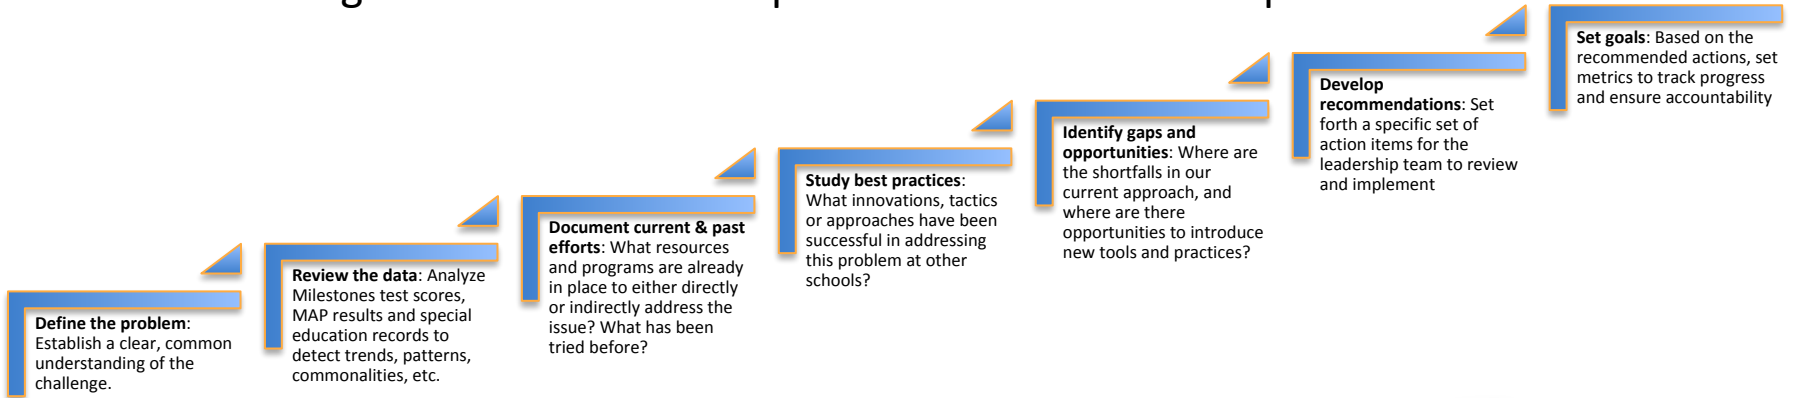 Define the problem:
Establish a clear, common
understanding of the
challenge.
Review the data: Analyze
Milestones test scores,
MAP results and special
education records to
detect trends, patterns,
commonalities, etc.
Document current & past
efforts: What resources
and programs are already
in place to either directly
or indirectly address the
issue? What has been
tried before?
Study best practices:
What innovations, tactics
or approaches have been
successful in addressing
this problem at other
schools?
Identify gaps and
opportunities: Where are
the shortfalls in our
current approach, and
where are there
opportunities to introduce
new tools and practices?
Develop
recommendations: Set
forth a specific set of
action items for the
leadership team to review
and implement
Set goals: Based on the
recommended actions, set
metrics to track progress
and ensure accountability